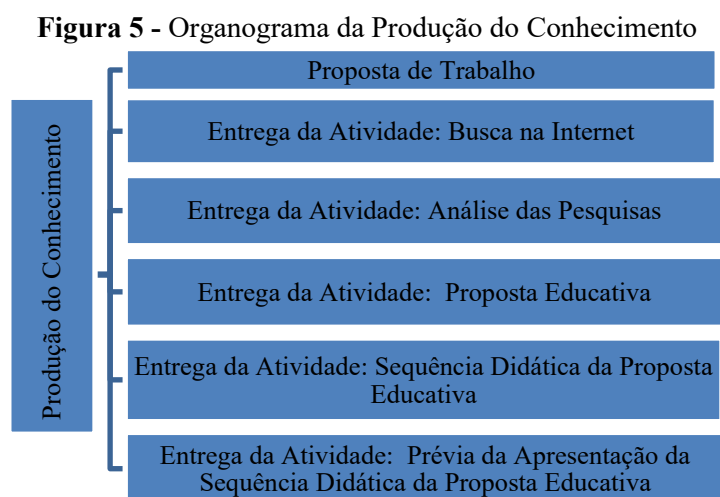 Figura 5 - Organograma da Produção do Conhecimento
Produção do Conhecimento
Proposta de Trabalho
Entrega da Atividade: Busca na Internet
Entrega da Atividade: Análise das Pesquisas
Entrega da Atividade: Proposta Educativa
Entrega da Atividade: Sequência Didática da Proposta
Educativa
Entrega da Atividade: Prévia da Apresentação da
Sequência Didática da Proposta Educativa